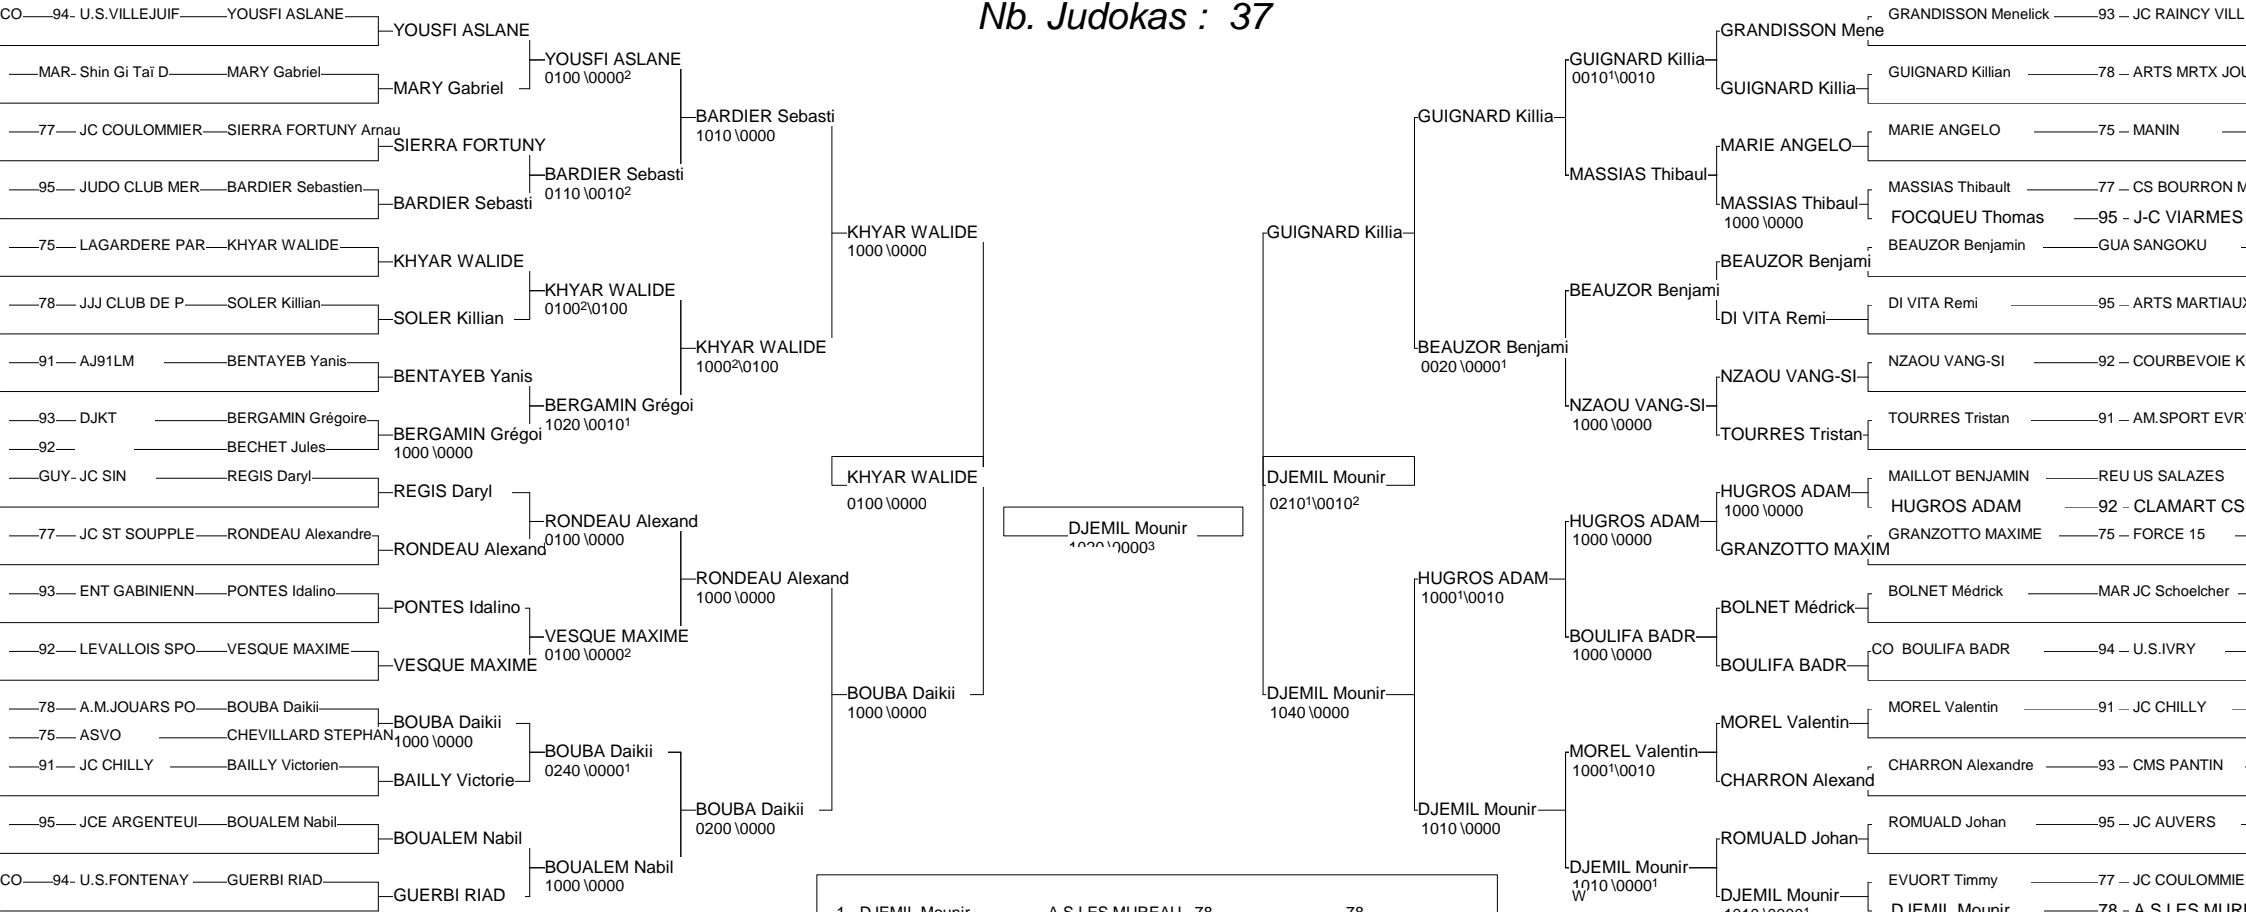 Nb. Judokas : 37
CO 94 U.S.VILLEJUIF YOUSFI ASLANE
MAR Shin Gi Taï D MARY Gabriel
77 JC COULOMMIER SIERRA FORTUNY Arnau
95 JUDO CLUB MER BARDIER Sebastien
75 LAGARDERE PAR KHYAR WALIDE
78 JJJ CLUB DE P SOLER Killian
91 AJ91LM BENTAYEB Yanis
93 DJKT BERGAMIN Grégoire
92 BECHET Jules
GUY JC SIN REGIS Daryl
77 JC ST SOUPPLE RONDEAU Alexandre
93 ENT GABINIENN PONTES Idalino
92 LEVALLOIS SPO VESQUE MAXIME
78 A.M.JOUARS PO BOUBA Daikii
75 ASVO CHEVILLARD STEPHAN
91 JC CHILLY BAILLY Victorien
95 JCE ARGENTEUI BOUALEM Nabil
CO 94 U.S.FONTENAY GUERBI RIAD
YOUSFI ASLANE
MARY Gabriel
SIERRA FORTUNY
BARDIER Sebasti
KHYAR WALIDE
SOLER Killian
BENTAYEB Yanis
BERGAMIN Grégoi
1000 \0000
REGIS Daryl
RONDEAU Alexand
PONTES Idalino
VESQUE MAXIME
BOUBA Daikii
1000 \0000
BAILLY Victorie
BOUALEM Nabil
GUERBI RIAD
YOUSFI ASLANE
0100 \0000²
BARDIER Sebasti
0110 \0010²
KHYAR WALIDE
0100²\0100
BERGAMIN Grégoi
1020 \0010¹
RONDEAU Alexand
0100 \0000
VESQUE MAXIME
0100 \0000²
BOUBA Daikii
0240 \0000¹
BOUALEM Nabil
1000 \0000
BARDIER Sebasti
1010 \0000
KHYAR WALIDE
1000²\0100
RONDEAU Alexand
1000 \0000
BOUBA Daikii
0200 \0000
KHYAR WALIDE
1000 \0000
BOUBA Daikii
1000 \0000
KHYAR WALIDE
0100 \0000
DJEMIL Mounir
1020 \0000³
DJEMIL Mounir
0210¹\0010²
GUIGNARD Killia
DJEMIL Mounir
1040 \0000
GUIGNARD Killia
BEAUZOR Benjami
0020 \0000¹
HUGROS ADAM
1000¹\0010
DJEMIL Mounir
1010 \0000
GUIGNARD Killia
0010¹\0010
MASSIAS Thibaul
BEAUZOR Benjami
NZAOU VANG-SI
1000 \0000
HUGROS ADAM
1000 \0000
BOULIFA BADR
1000 \0000
MOREL Valentin
1000¹\0010
DJEMIL Mounir
1010 \0000¹
W
GRANDISSON Mene
GUIGNARD Killia
MARIE ANGELO
MASSIAS Thibaul
1000 \0000
BEAUZOR Benjami
DI VITA Remi
NZAOU VANG-SI
TOURRES Tristan
HUGROS ADAM
1000 \0000
GRANZOTTO MAXIM
BOLNET Médrick
BOULIFA BADR
MOREL Valentin
CHARRON Alexand
ROMUALD Johan
DJEMIL Mounir
GRANDISSON Menelick 93 JC RAINCY VILL
GUIGNARD Killian 78 ARTS MRTX JOU
MARIE ANGELO 75 MANIN
MASSIAS Thibault 77 CS BOURRON M
FOCQUEU Thomas 95 - J-C VIARMES
BEAUZOR Benjamin GUA SANGOKU
DI VITA Remi 95 ARTS MARTIAUX
NZAOU VANG-SI 92 COURBEVOIE K
TOURRES Tristan 91 AM.SPORT EVRY
MAILLOT BENJAMIN REU US SALAZES
HUGROS ADAM 92 - CLAMART CS
GRANZOTTO MAXIME 75 FORCE 15
BOLNET Médrick MAR JC Schoelcher
CO BOULIFA BADR 94 U.S.IVRY
MOREL Valentin 91 JC CHILLY
CHARRON Alexandre 93 CMS PANTIN
ROMUALD Johan 95 JC AUVERS
EVUORT Timmy 77 JC COULOMMIE
DJEMIL Mounir 78 - A.S.LES MUR
1 DJEMIL Mounir A.S.LES MUREAU 78 78